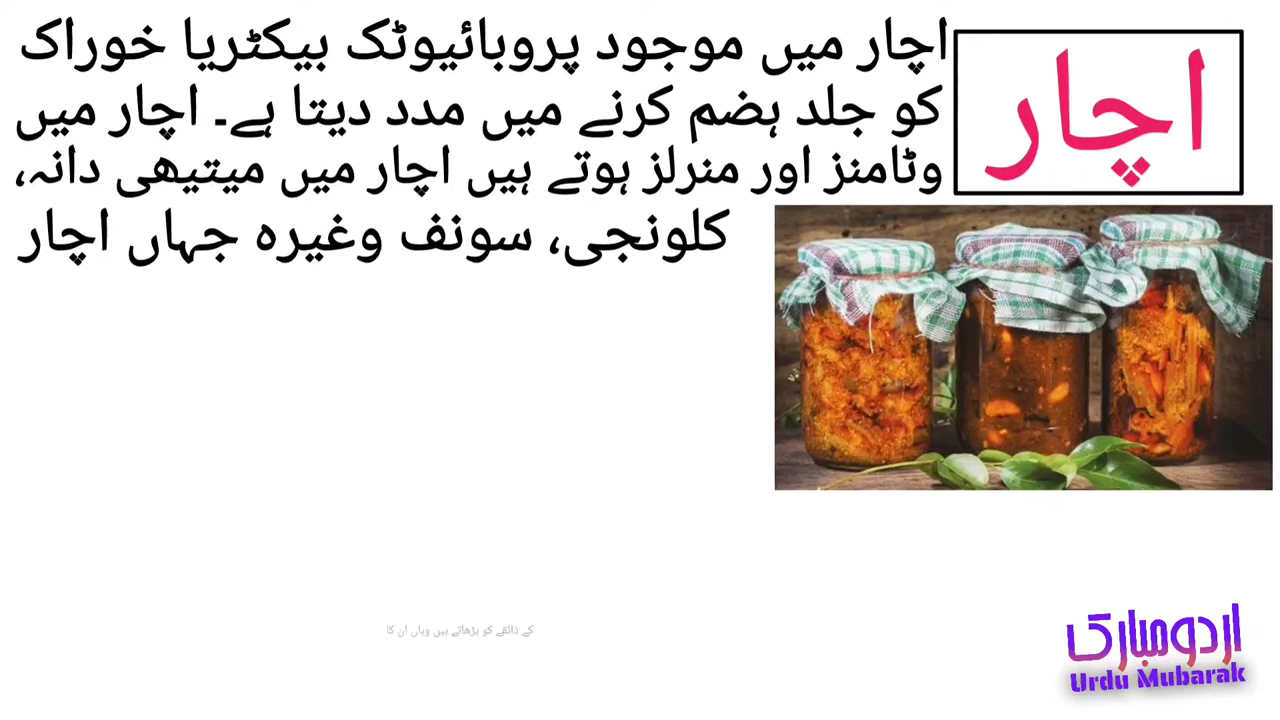 اچار
اچار میں موجود پروبائیوٹک بیکٹریا خوراک
کو جلد ہضم کرنے میں مدد دیتا ہے۔ اچار میں
وٹامنز اور منرلز ہوتے ہیں اچار میں میتیھی دانہ،
کلونجی، سونف وغیرہ جہاں اچار
کے ذائقے کو بڑھاتے ہیں وہاں ان کا
اردو مبارک
Urdu Mubarak